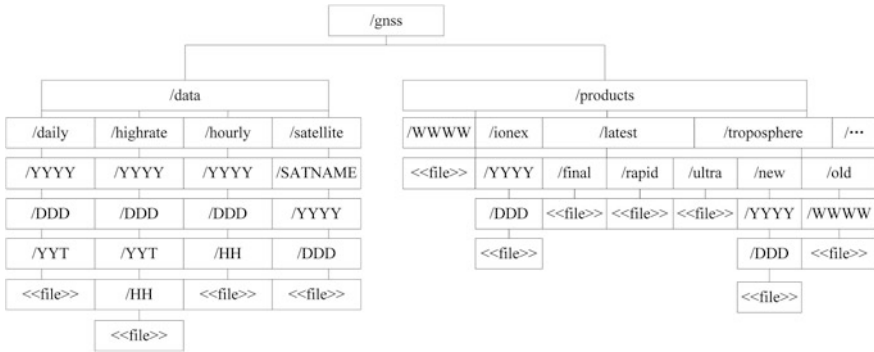 /gnss
/data /products
/daily /highrate /hourly /satellite /WWWW /ionex /latest /troposphere /···
/YYYY /YYYY /YYYY /SATNAME <<file>> /YYYY /final /rapid /ultra /new /old
/DDD /DDD /DDD /YYYY /DDD <<file>> <<file>> <<file>> /YYYY /WWWW
/YYT /YYT /HH /DDD <<file>> /DDD <<file>>
<<file>> /HH <<file>> <<file>> <<file>>
<<file>>